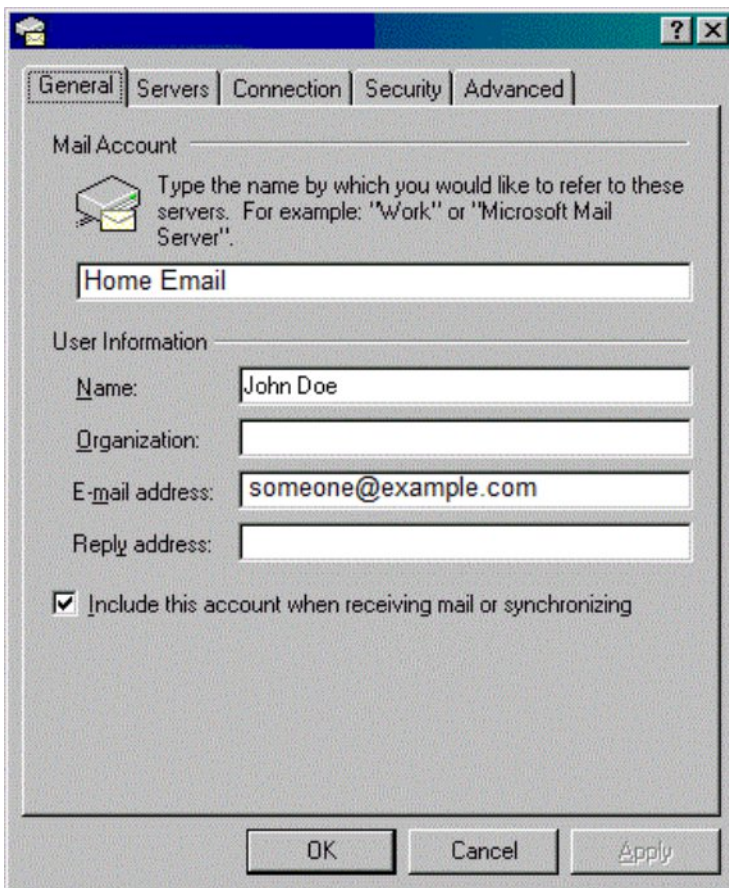 ?
General Servers Connection Security Advanced
Mail Account
Type the name by which you would like to refer to these
servers. For example: "Work" or "Microsoft Mail
Server".
Home Email
User Information
Name: John Doe
Organization:
E-mail address: someone@example.com
Reply address:
Include this account when receiving mail or synchronizing
OK Cancel Apply